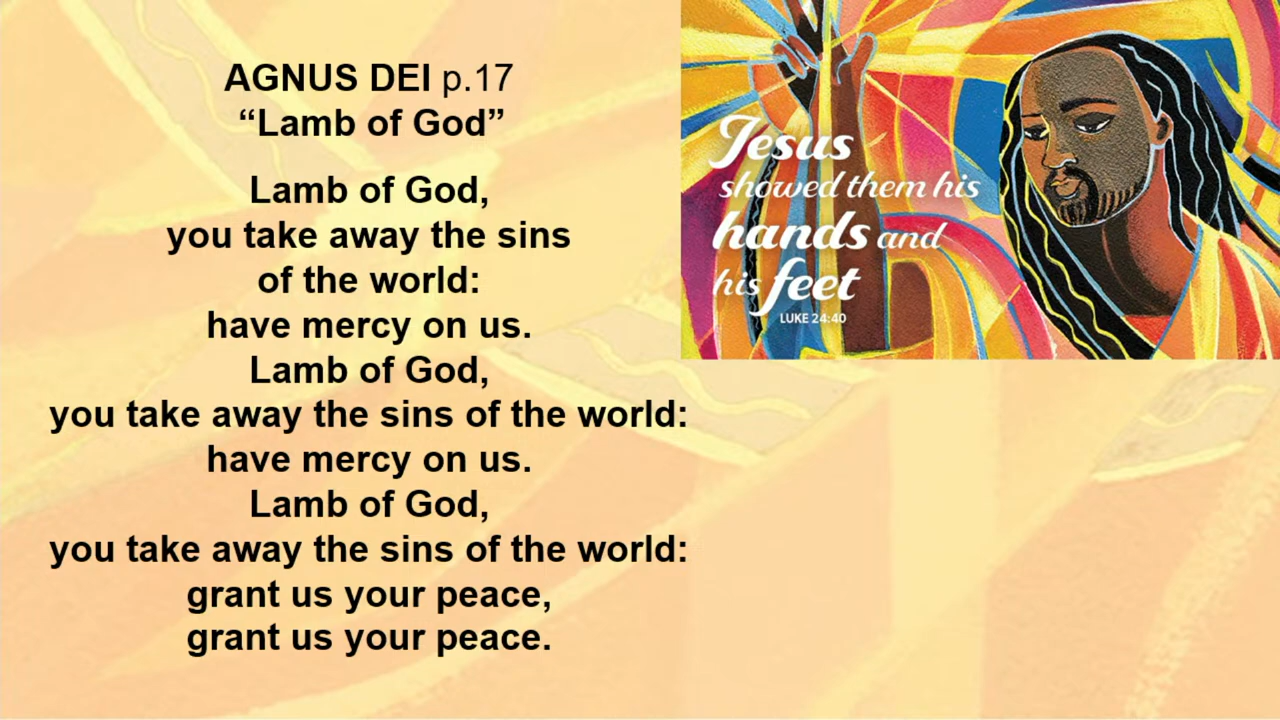 AGNUS DEI p.17
“Lamb of God”
Lamb of God,
you take away the sins
of the world:
have mercy on us.
Lamb of God,
you take away the sins of the world:
have mercy on us.
Lamb of God,
you take away the sins of the world:
grant us your peace,
grant us your peace.
Jesus
showed them his
hands and
his feet
LUKE 24:40